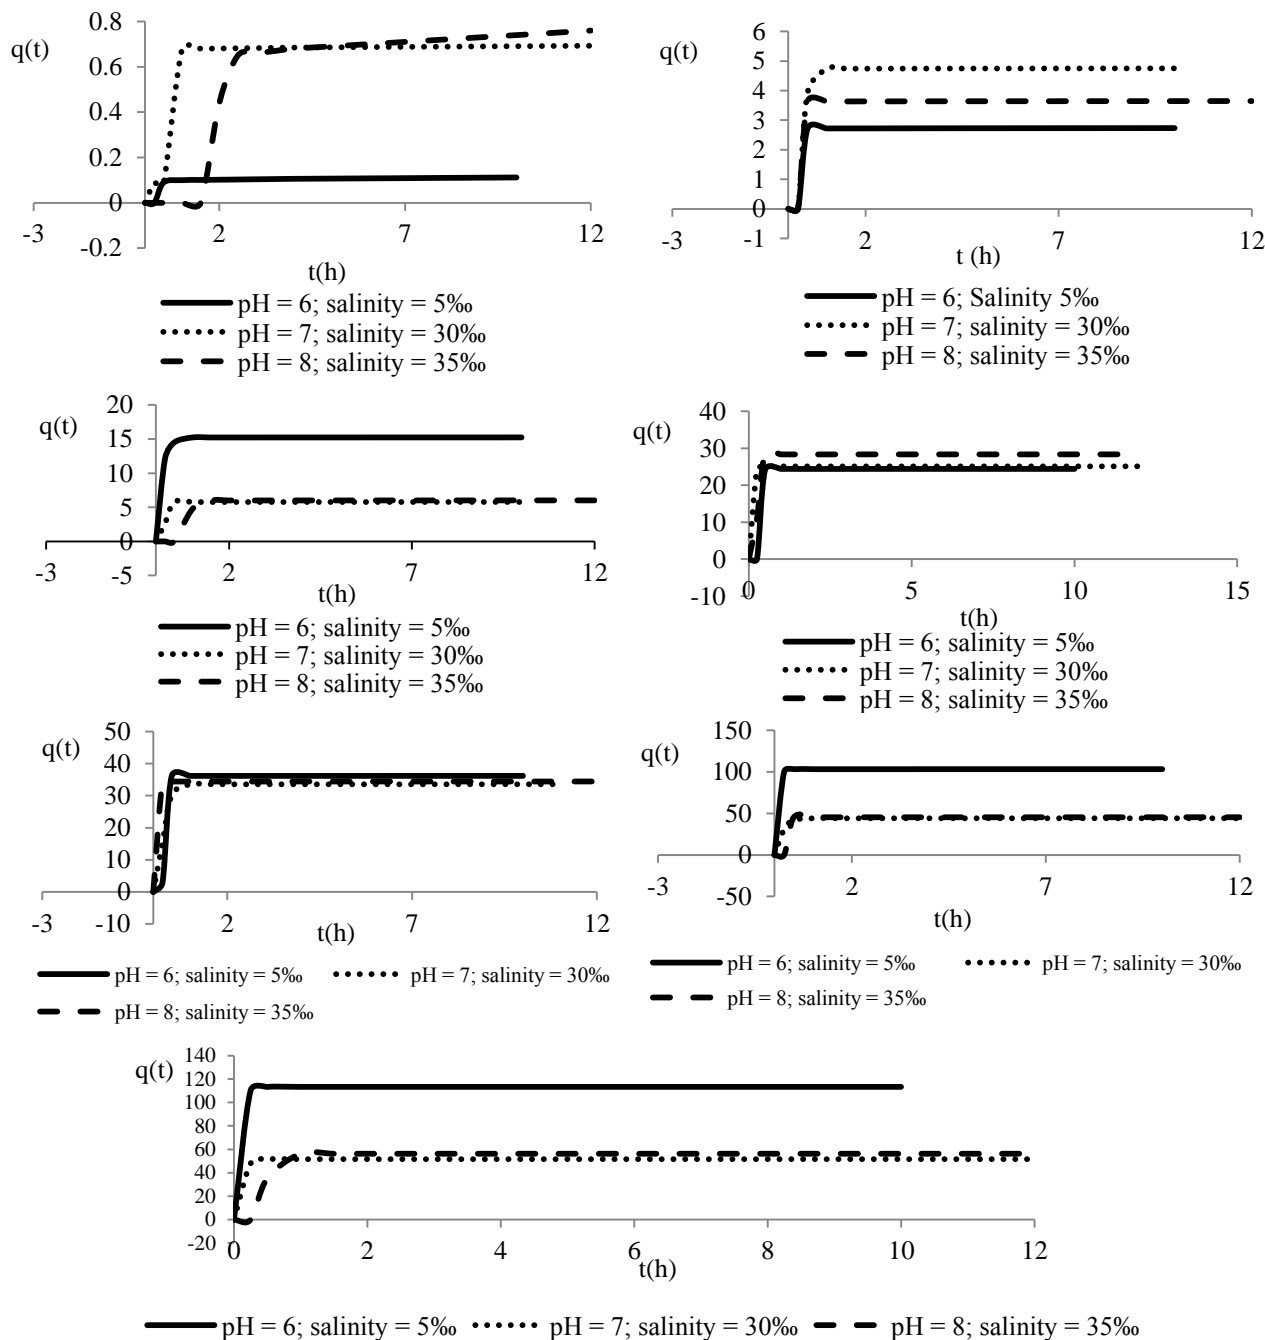 q(t)
0.8
0.6
0.4
0.2
0
-0.2
-3
2
7
12
t(h)
pH = 6; salinity = 5‰
pH = 7; salinity = 30‰
pH = 8; salinity = 35‰
q(t)
6
5
4
3
2
1
0
-1
-3
2
7
12
t (h)
pH = 6; Salinity 5‰
pH = 7; salinity = 30‰
pH = 8; salinity = 35‰
q(t)
20
15
10
5
0
-5
-3
2
7
12
t(h)
pH = 6; salinity = 5‰
pH = 7; salinity = 30‰
pH = 8; salinity = 35‰
q(t)
40
30
20
10
0
-10
0
5
10
15
t(h)
pH = 6; salinity = 5‰
pH = 7; salinity = 30‰
pH = 8; salinity = 35‰
q(t)
50
40
30
20
10
0
-10
-3
2
7
12
t(h)
pH = 6; salinity = 5‰ pH = 7; salinity = 30‰
pH = 8; salinity = 35‰
q(t)
150
100
50
0
-50
-3
2
7
12
t(h)
pH = 6; salinity = 5‰ pH = 7; salinity = 30‰
pH = 8; salinity = 35‰
q(t)
140
120
100
80
60
40
20
0
-20
0 2 4 6 8 10 12
t(h)
pH = 6; salinity = 5‰ pH = 7; salinity = 30‰ pH = 8; salinity = 35‰